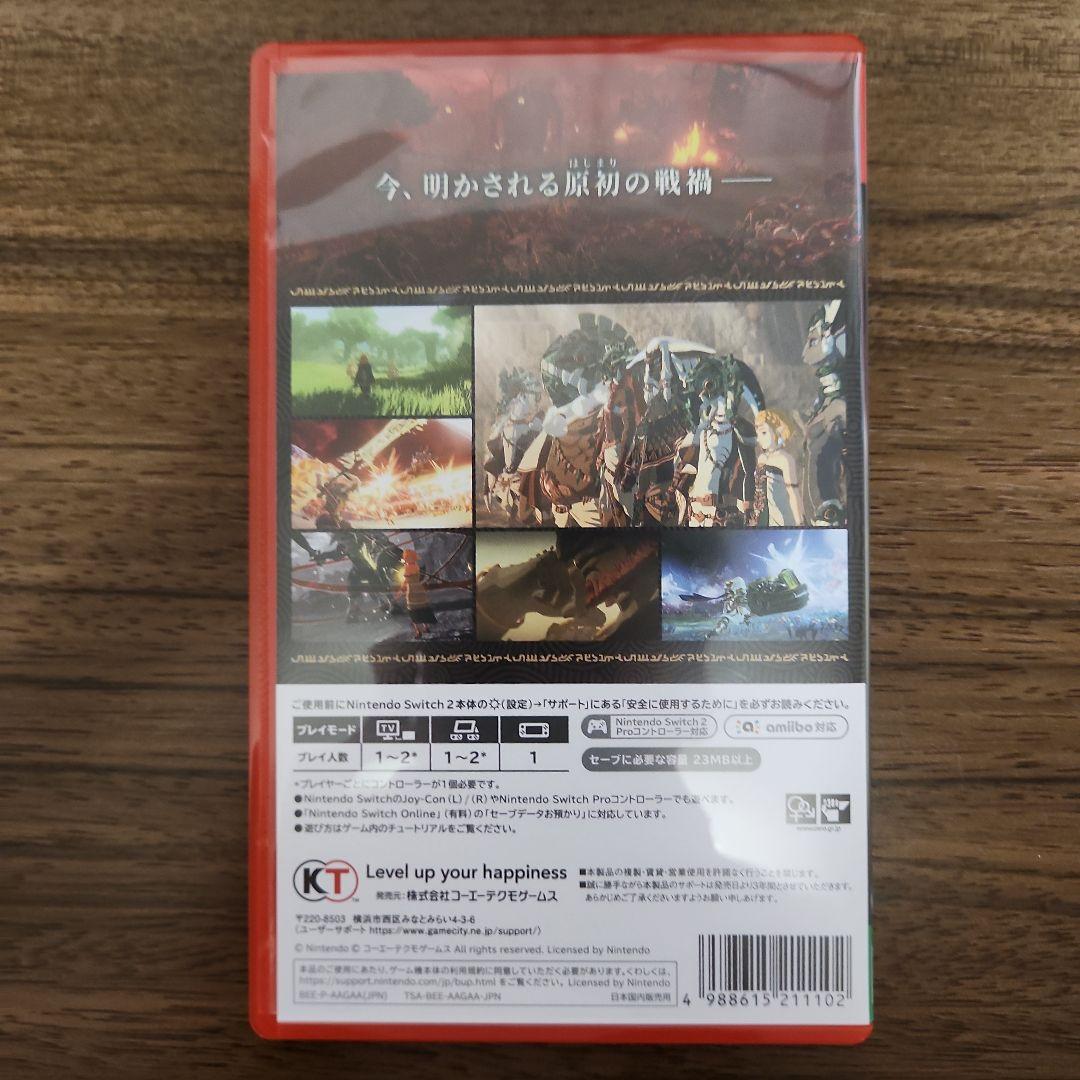 今、明かされる原初の戦禍──
はしまり
ご使用前にNintendo Switch 2本体の(設定)→「サポート」にある「安全に使用するために」を必ずお読みください。
プレイモード TV
プレイ人数 1~2* 1~2* 1
Nintendo Switch 2
Proコントローラー対応
amiibo対応
セーブに必要な容量 23MB以上
*プレイヤーごとにコントローラーが1個必要です。
●Nintendo SwitchのJoy-Con(L)/(R)やNintendo Switch Proコントローラーでも遊べます。
●「Nintendo Switch Online」(有料)の「セーブデータお預かり」に対応しています。
●遊び方はゲーム内のチュートリアルをご覧ください。
www.cero.gr.jp
KT
Level up your happiness
発売元:株式会社コーエーテクモゲームス
■本製品の複製・賃貸・営業使用を許諾なく行うことを禁じます。
■誠に勝手ながら本製品のサポートは発売日より3年間とさせていただきます。
あらかじめご了承くださいますようお願い申しあげます。
〒220-8503 横浜市西区みなとみらい4-3-6
(ユーザーサポート https://www.gamecity.ne.jp/support/)
© Nintendo © コーエーテクモゲームス All rights reserved. Licensed by Nintendo
本品のご使用にあたり、ゲーム機本体の利用規約に同意していただく必要があります。くわしくは、
https://support.nintendo.com/jp/bup.html をご覧ください。 Licensed by Nintendo
BEE-P-AAGAA(JPN) TSA-BEE-AAGAA-JPN 日本国内販売用
4 988615 211102